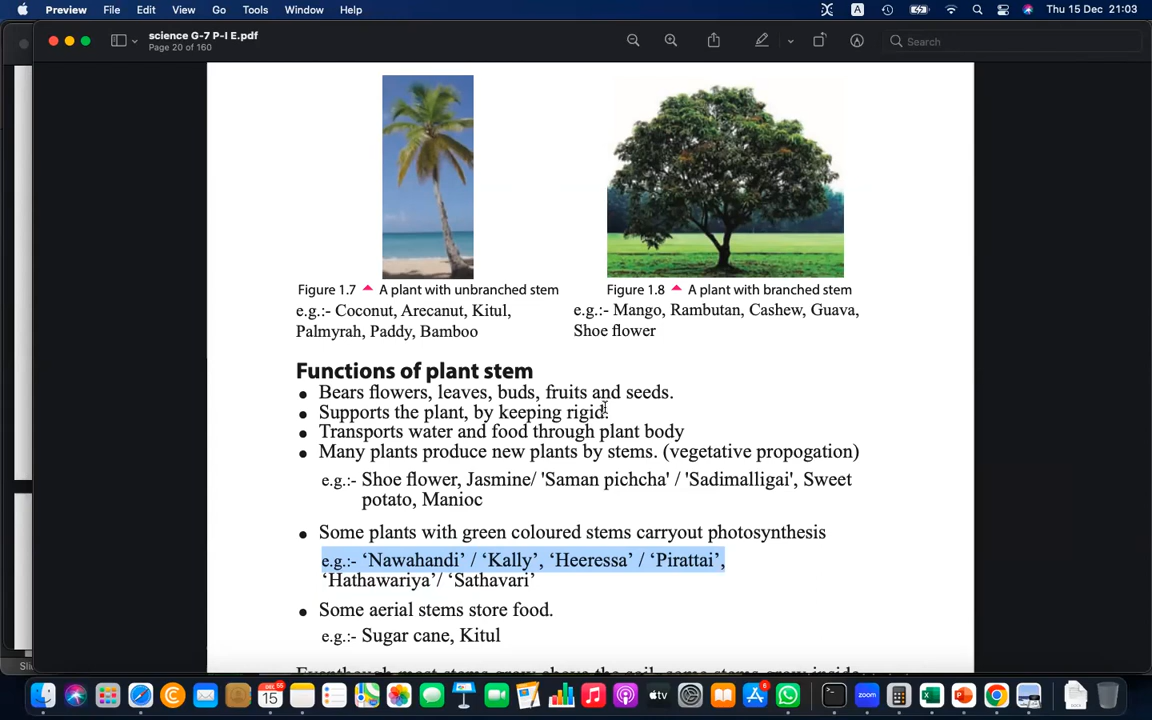 Preview File Edit View Go Tools Window Help A Thu 15 Dec 21:03
science G-7 P-I E.pdf
Page 20 of 160
Search
Figure 1.7 A plant with unbranched stem
e.g.:- Coconut, Arecanut, Kitul,
Palmyrah, Paddy, Bamboo
Figure 1.8 A plant with branched stem
e.g.:- Mango, Rambutan, Cashew, Guava,
Shoe flower
Functions of plant stem
● Bears flowers, leaves, buds, fruits and seeds.
● Supports the plant, by keeping rigid.
● Transports water and food through plant body
● Many plants produce new plants by stems. (vegetative propogation)
e.g.:- Shoe flower, Jasmine/ 'Saman pichcha' / 'Sadimalligai', Sweet
potato, Manioc
● Some plants with green coloured stems carryout photosynthesis
e.g.:- ‘Nawahandi’ / ‘Kally’, ‘Heeressa’ / ‘Pirattai’,
‘Hathawariya’/ ‘Sathavari’
● Some aerial stems store food.
e.g.:- Sugar cane, Kitul